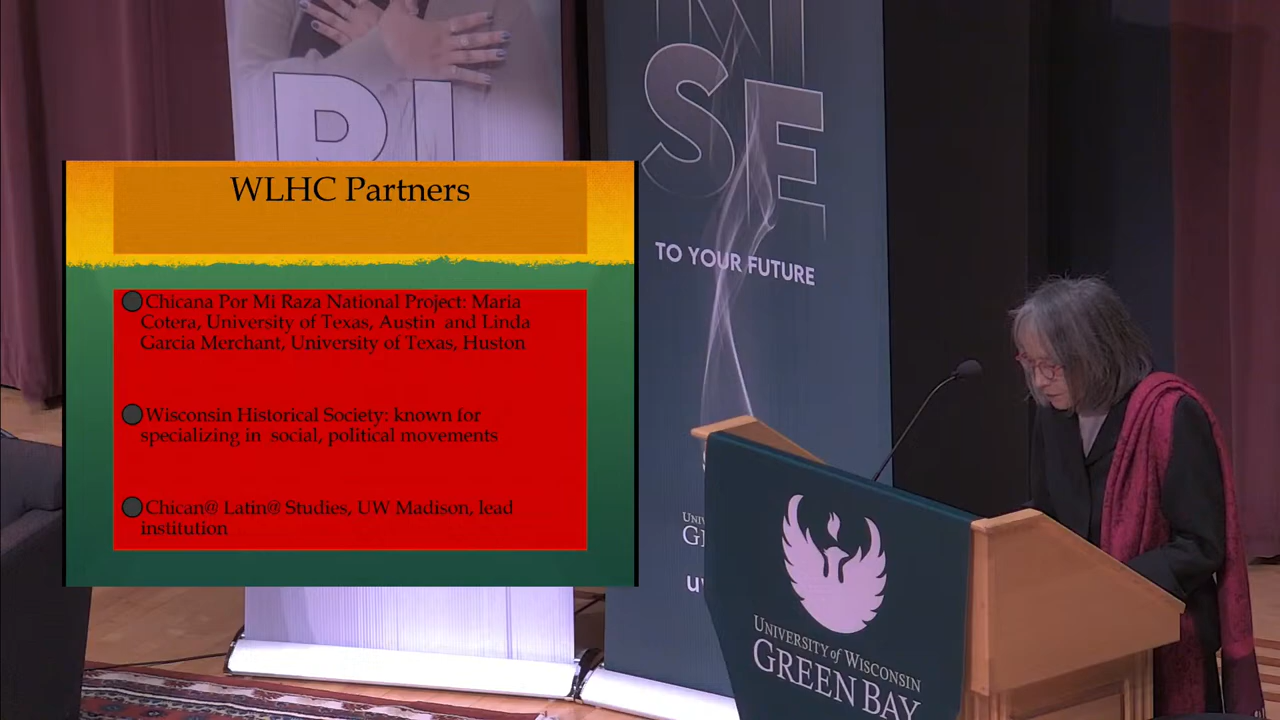 RI
SE
TO YOUR FUTURE
WLHC Partners
Chicana Por Mi Raza National Project: Maria
Cotera, University of Texas, Austin and Linda
Garcia Merchant, University of Texas, Huston
Wisconsin Historical Society: known for
specializing in social, political movements
Chican@ Latin@ Studies, UW Madison, lead
institution
UNIVERSITY of WISCONSIN
GREEN BAY